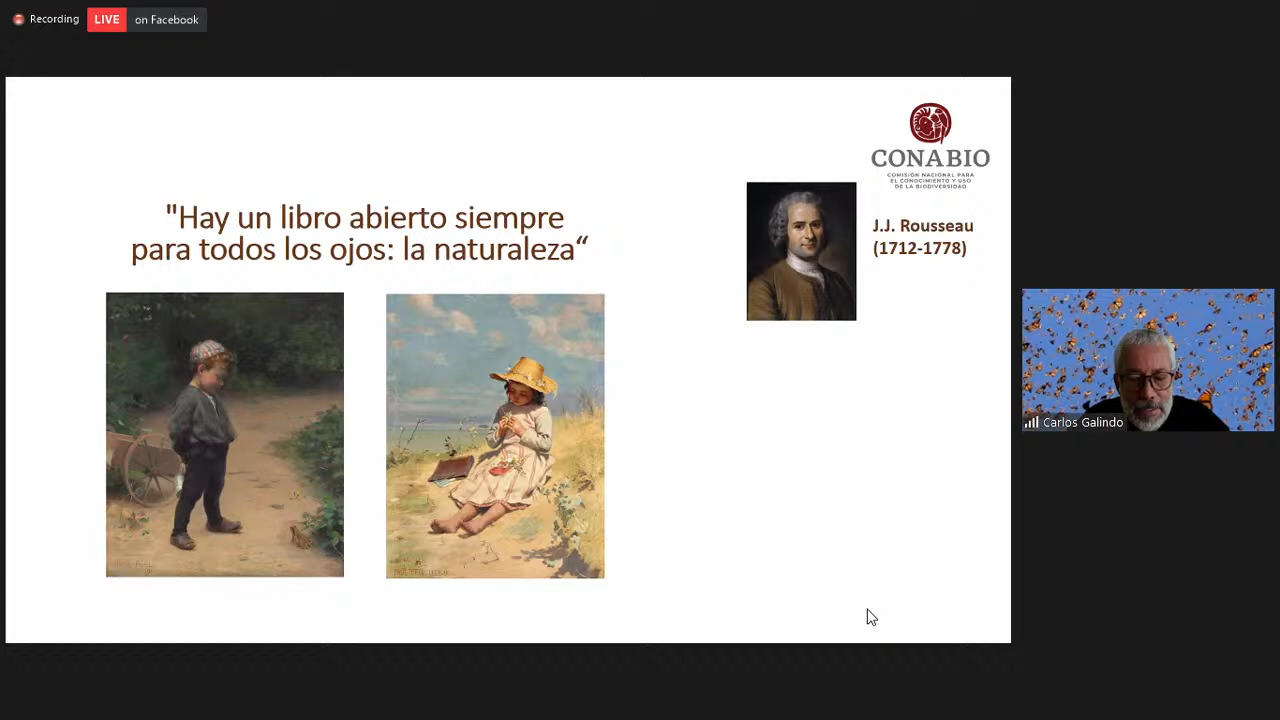 Recording
LIVE on Facebook
CONABIO
COMISIÓN NACIONAL PARA
EL CONOCIMIENTO Y USO
DE LA BIODIVERSIDAD
"Hay un libro abierto siempre
para todos los ojos: la naturaleza“
J.J. Rousseau
(1712-1778)
Carlos Galindo